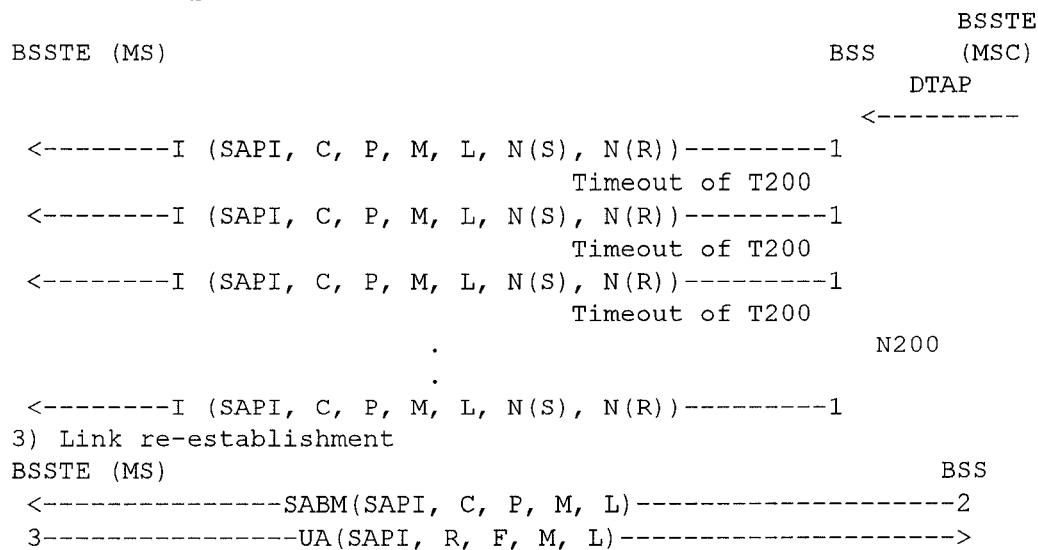 BSSTE
BSSTE (MS) BSS (MSC)
DTAP
<---------
<--------I (SAPI, C, P, M, L, N(S), N(R))---------1
Timeout of T200
<--------I (SAPI, C, P, M, L, N(S), N(R))---------1
Timeout of T200
<--------I (SAPI, C, P, M, L, N(S), N(R))---------1
Timeout of T200
. N200
.
<--------I (SAPI, C, P, M, L, N(S), N(R))---------1
3) Link re-establishment
BSSTE (MS) BSS
<---------------SABM(SAPI, C, P, M, L)-------------------2
3----------------UA(SAPI, R, F, M, L)-------------------->